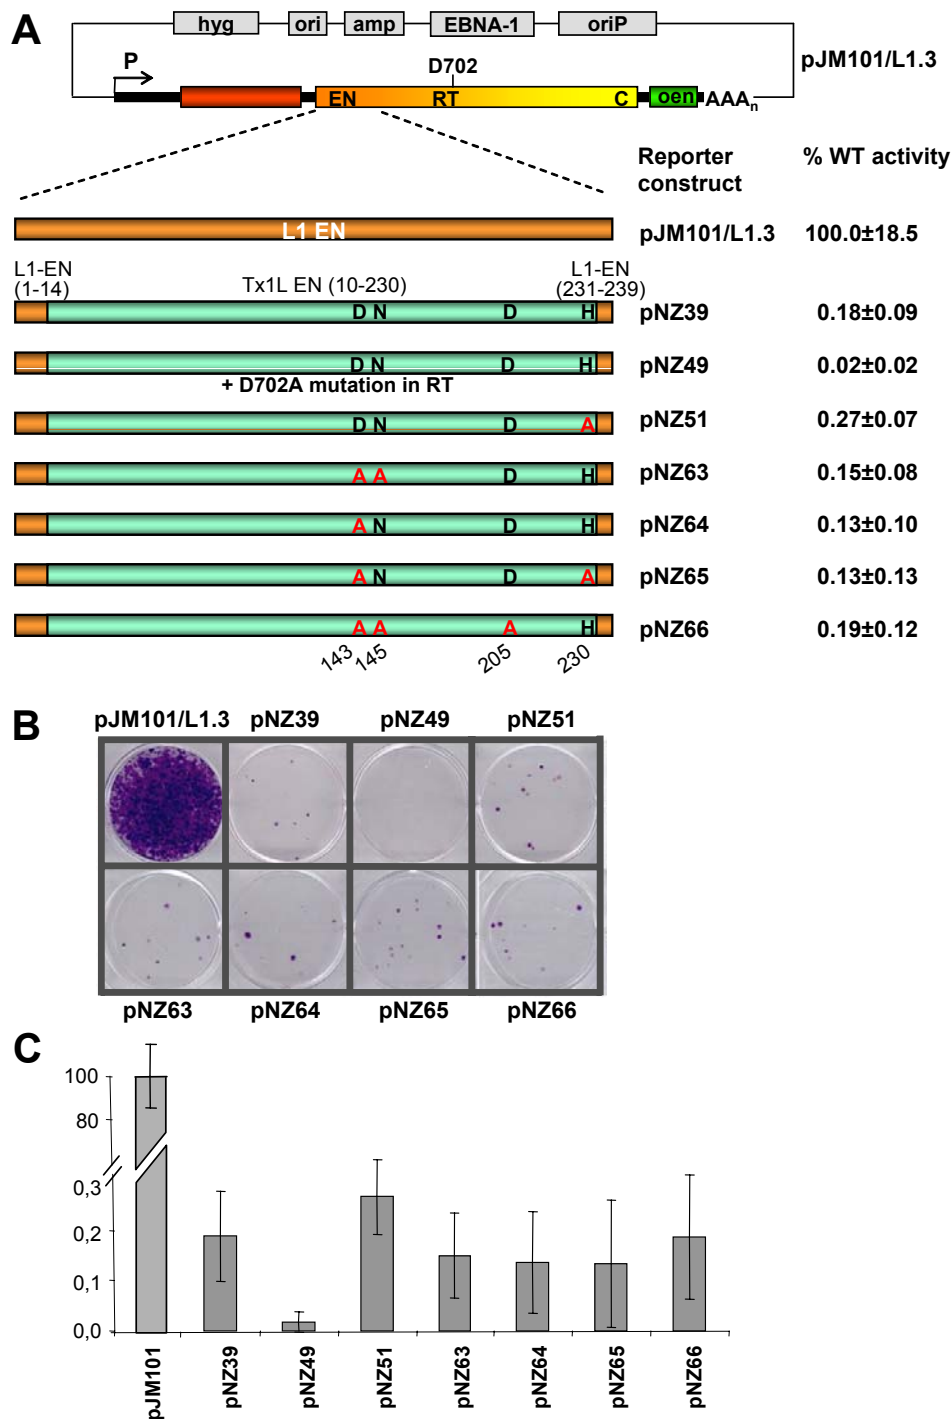 A
hyg ori amp EBNA-1 oriP
pJM101/L1.3
P
D702
EN RT C oen AAAn
Reporter construct % WT activity
L1 EN pJM101/L1.3 100.0±18.5
L1-EN (1-14) Tx1L EN (10-230) L1-EN (231-239)
D N D H pNZ39 0.18±0.09
D N D H pNZ49 0.02±0.02
+ D702A mutation in RT
D N D A pNZ51 0.27±0.07
A A D H pNZ63 0.15±0.08
A N D H pNZ64 0.13±0.10
A N D A pNZ65 0.13±0.13
A A A H pNZ66 0.19±0.12
143 145 205 230
B
pJM101/L1.3 pNZ39 pNZ49 pNZ51
pNZ63 pNZ64 pNZ65 pNZ66
C
100
80
0,3
0,2
0,1
0,0
pJM101 pNZ39 pNZ49 pNZ51 pNZ63 pNZ64 pNZ65 pNZ66